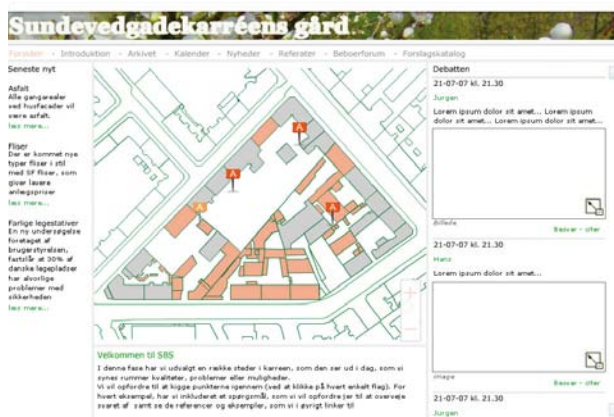 Sundevedgadekarréens gård
Forsiden - Introduktion - Arkivet - Kalender - Nyheder - Referater - Beboerforum - Forslagskatalog
Seneste nyt
Asfalt
Alle gangarealer
ved husfacader vil
være asfalt.
læs mere...
Fliser
Der er kommet nye
typer fliser i stil
med SF fliser, som
giver lavere
anlægspriser
læs mere...
Farlige legestativer
En ny undersøgelse
foretaget af
brugerstyrelsen,
fastslår at 30% af
danske legepladser
har alvorlige
problemer med
sikkerheden
læs mere...
A
A
A
A
Velkommen til SBS
I denne fase har vi udvalgt en række steder i karreen, som den ser ud i dag, som vi
synes rummer kvaliteter, problemer eller muligheder.
Vi vil opfordre til at kigge punkterne igennem (ved at klikke på hvert enkelt flag). For
hvert eksempel, har vi inkluderet et spørgsmål, som vi vil opfordre jer til at overveje
svaret af samt se de referencer og eksempler, som vi i øvrigt linker til
Debatten
21-07-07 kl. 21.30
Jurgen
Lorem ipsum dolor sit amet... Lorem ipsum
dolor sit amet... Lorem ipsum dolor sit amet...
Billede
Besvar - citer
21-07-07 kl. 21.30
Hans
Lorem ipsum dolor sit amet...
image
Besvar - citer
21-07-07 kl. 21.30
Jurgen